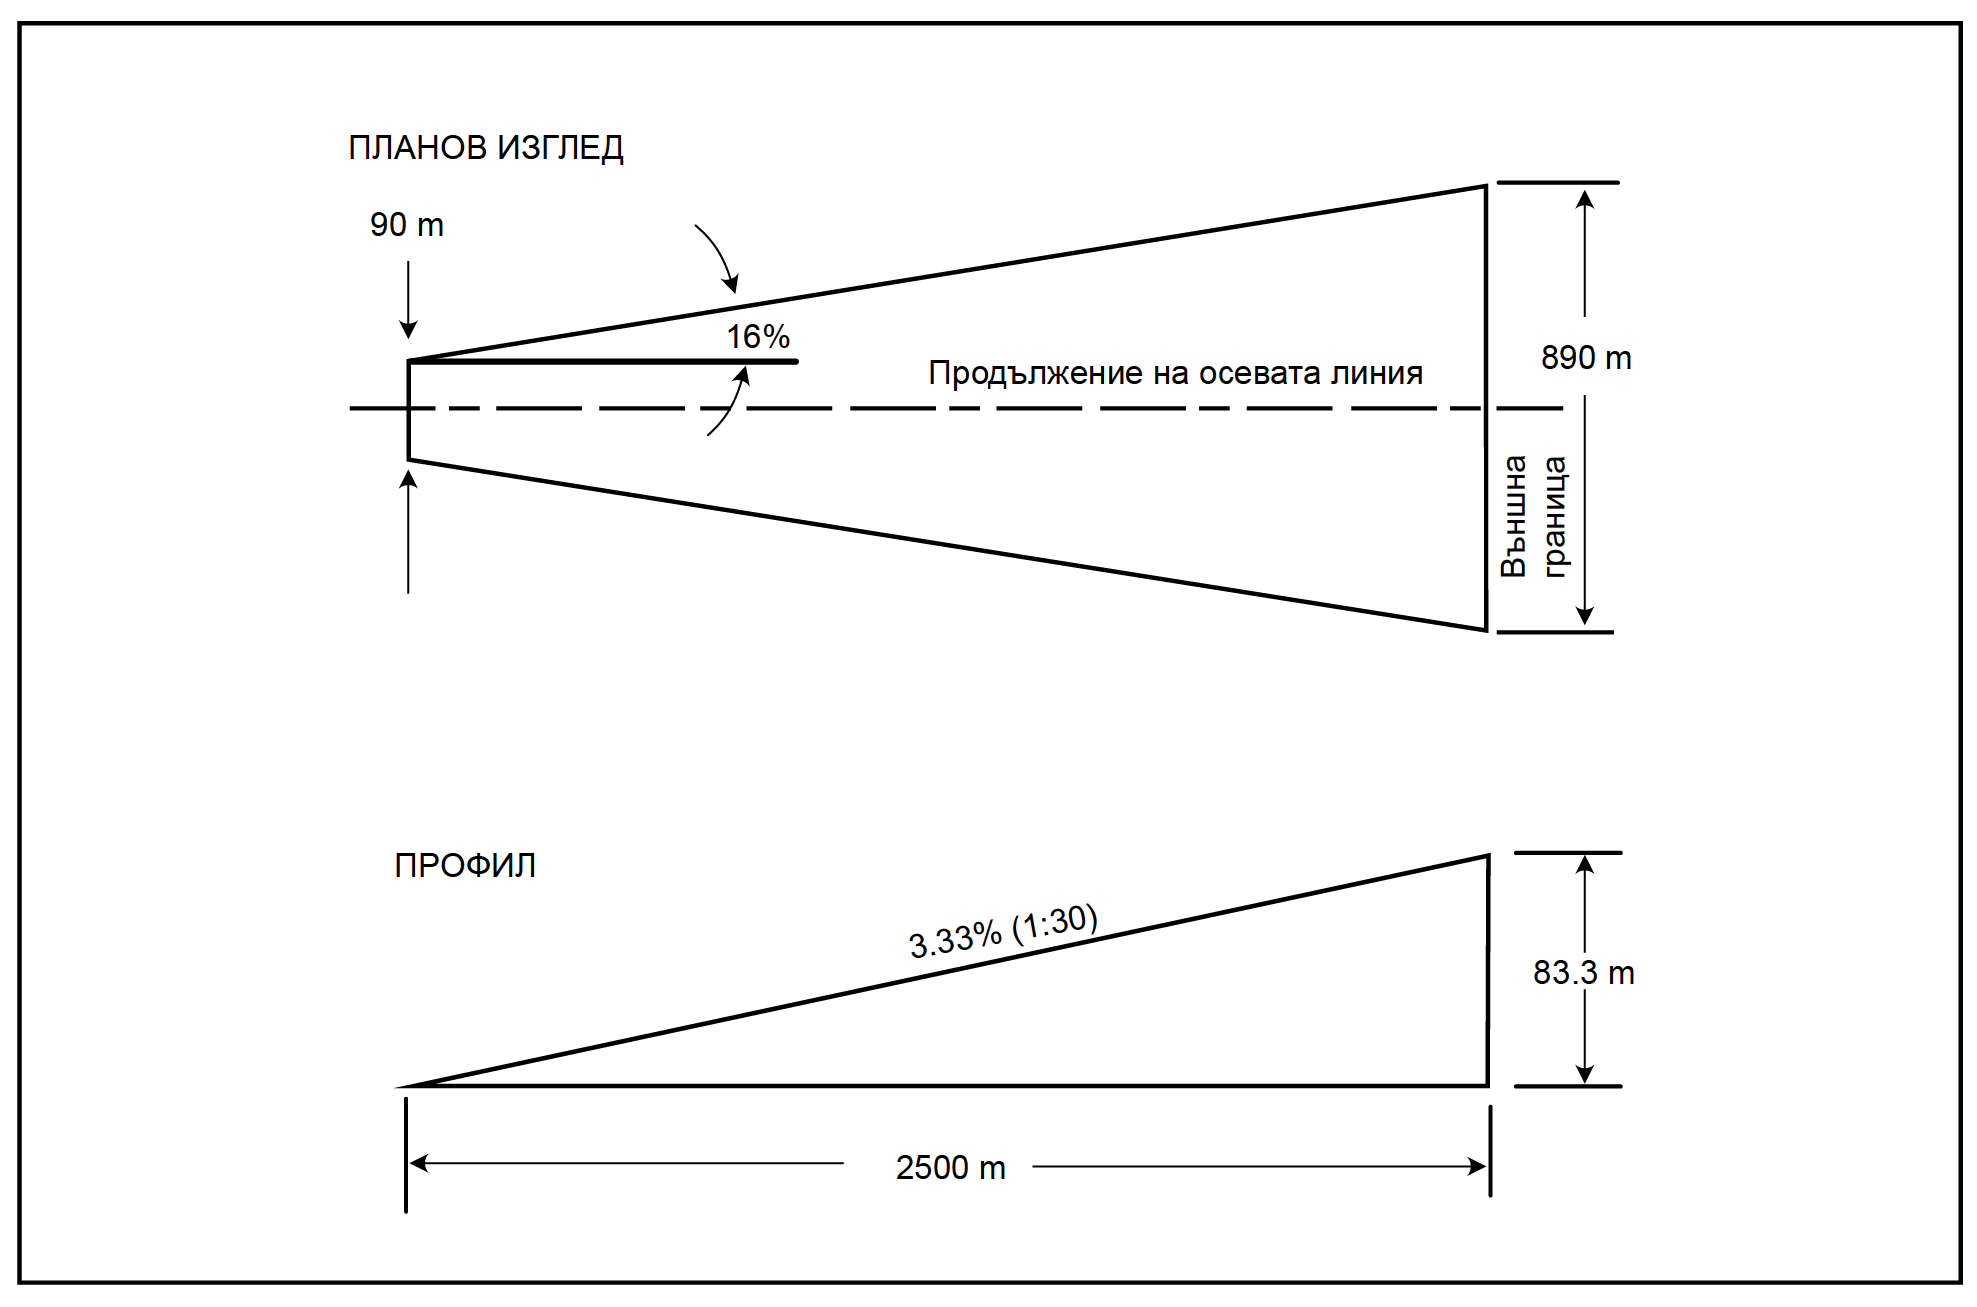 ПЛАНОВ ИЗГЛЕД
90 m
16%
Продължение на осевата линия
890 m
Външна
граница
ПРОФИЛ
3.33% (1:30)
83.3 m
2500 m